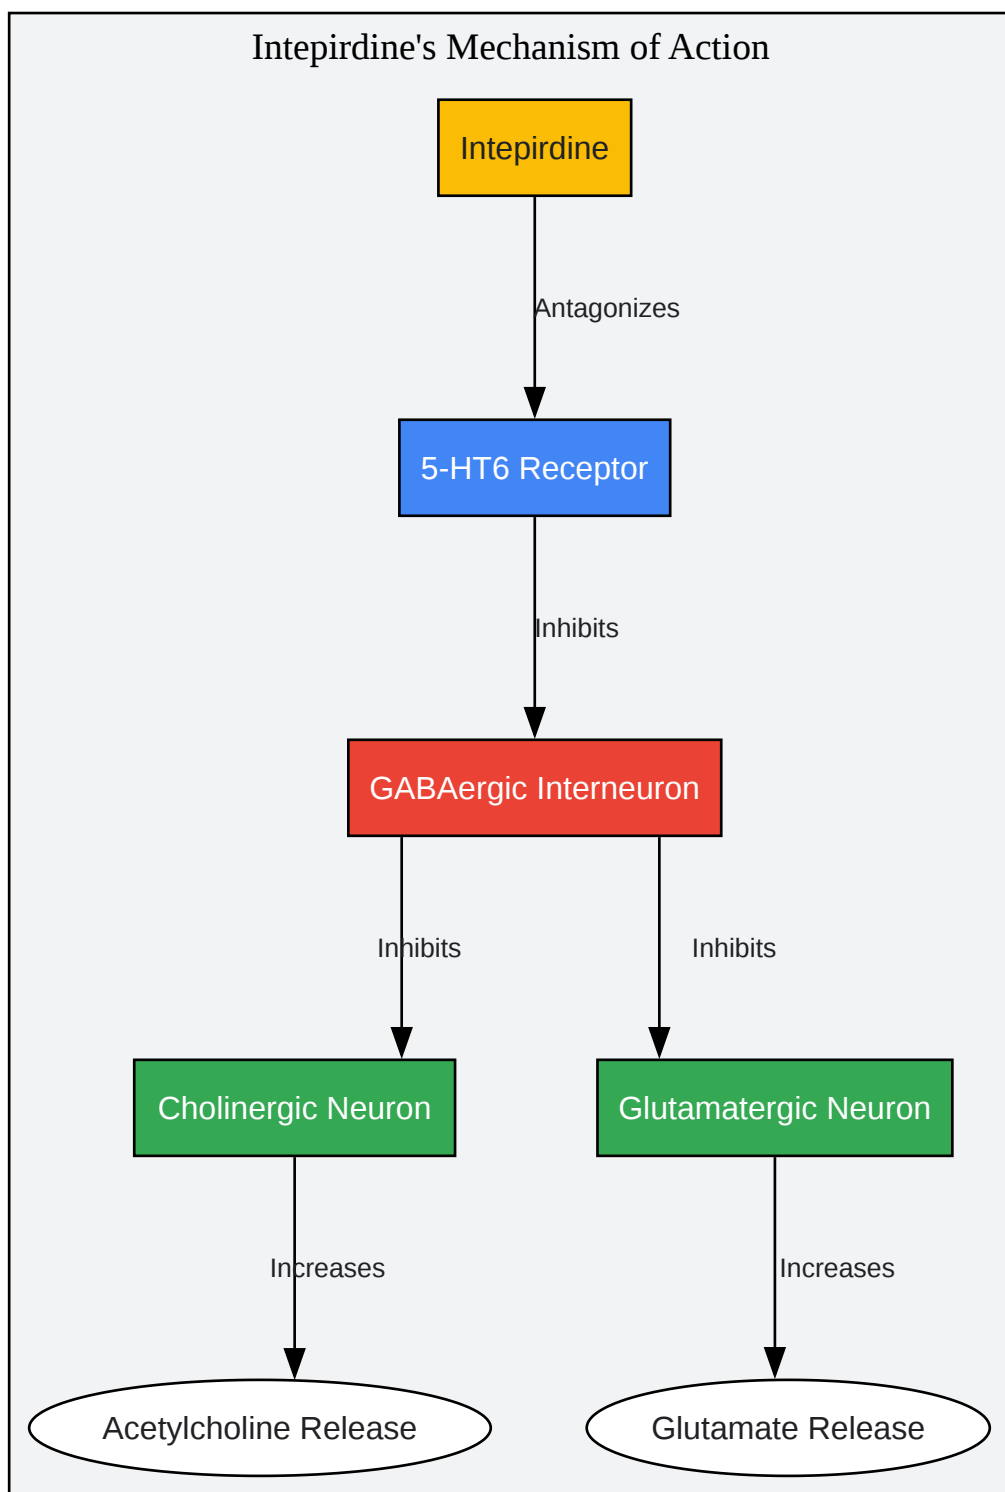 Intepirdine's Mechanism of Action
Intepirdine
Antagonizes
5-HT6 Receptor
Inhibits
GABAergic Interneuron
Inhibits
Inhibits
Cholinergic Neuron
Glutamatergic Neuron
Increases
Increases
Acetylcholine Release
Glutamate Release